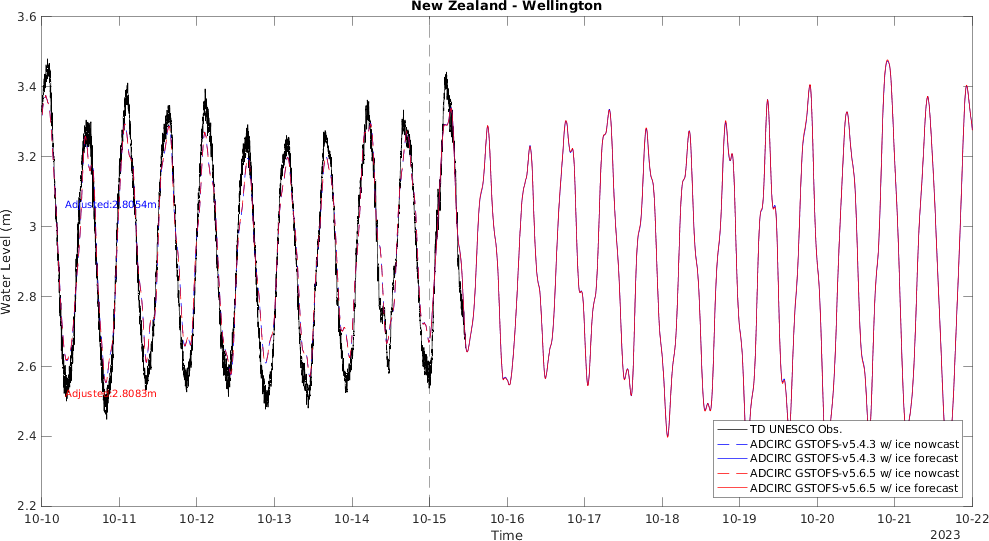 New Zealand - Wellington
3.6
3.4
3.2
3
2.8
2.6
2.4
2.2
Water Level (m)
Adjusted:2.8054m
Adjusted:2.8083m
TD UNESCO Obs.
ADCIRC GSTOFS-v5.4.3 w/ ice nowcast
ADCIRC GSTOFS-v5.4.3 w/ ice forecast
ADCIRC GSTOFS-v5.6.5 w/ ice nowcast
ADCIRC GSTOFS-v5.6.5 w/ ice forecast
10-10 10-11 10-12 10-13 10-14 10-15 10-16 10-17 10-18 10-19 10-20 10-21 10-22
Time
2023